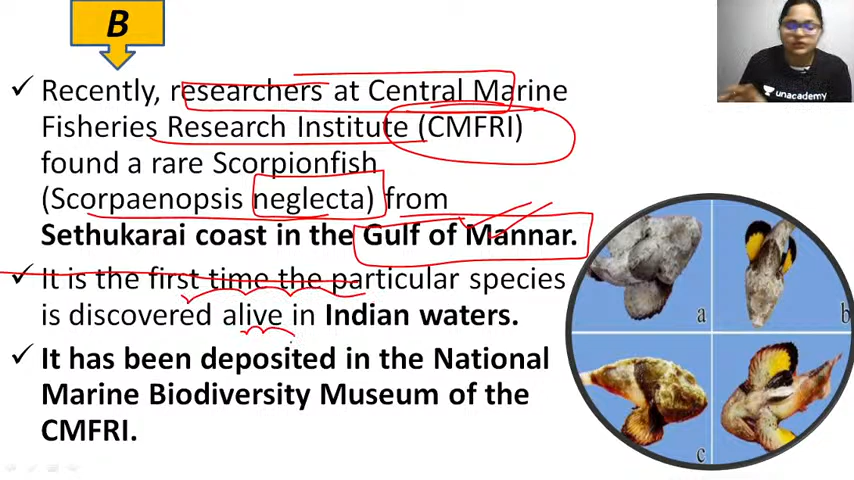 B
✓ Recently, researchers at Central Marine
Fisheries Research Institute (CMFRI)
found a rare Scorpionfish
(Scorpaenopsis neglecta) from
Sethukarai coast in the Gulf of Mannar.
✓ It is the first time the particular species
is discovered alive in Indian waters.
✓ It has been deposited in the National
Marine Biodiversity Museum of the
CMFRI.
unacademy
a
b
c